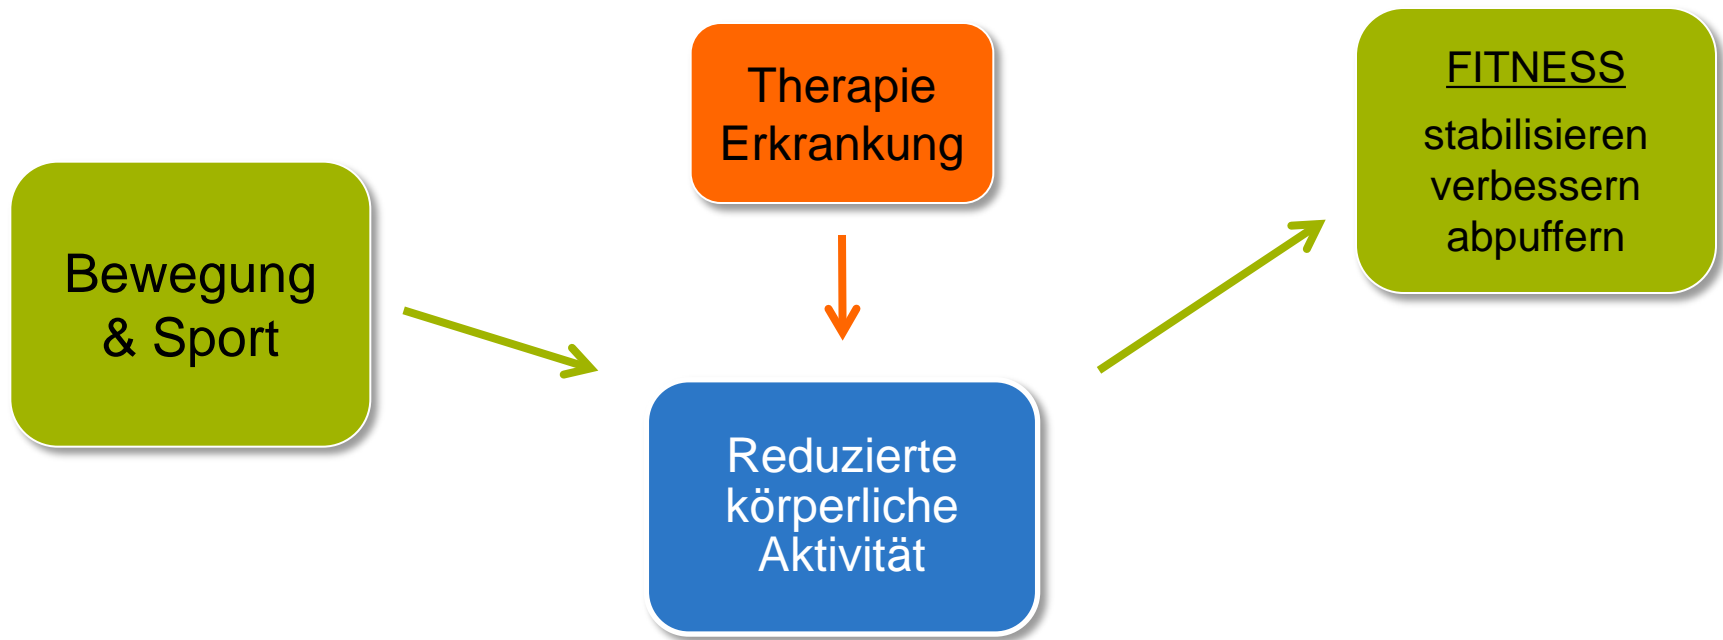 Bewegung
& Sport
Therapie
Erkrankung
Reduzierte
körperliche
Aktivität
FITNESS
stabilisieren
verbessern
abpuffern